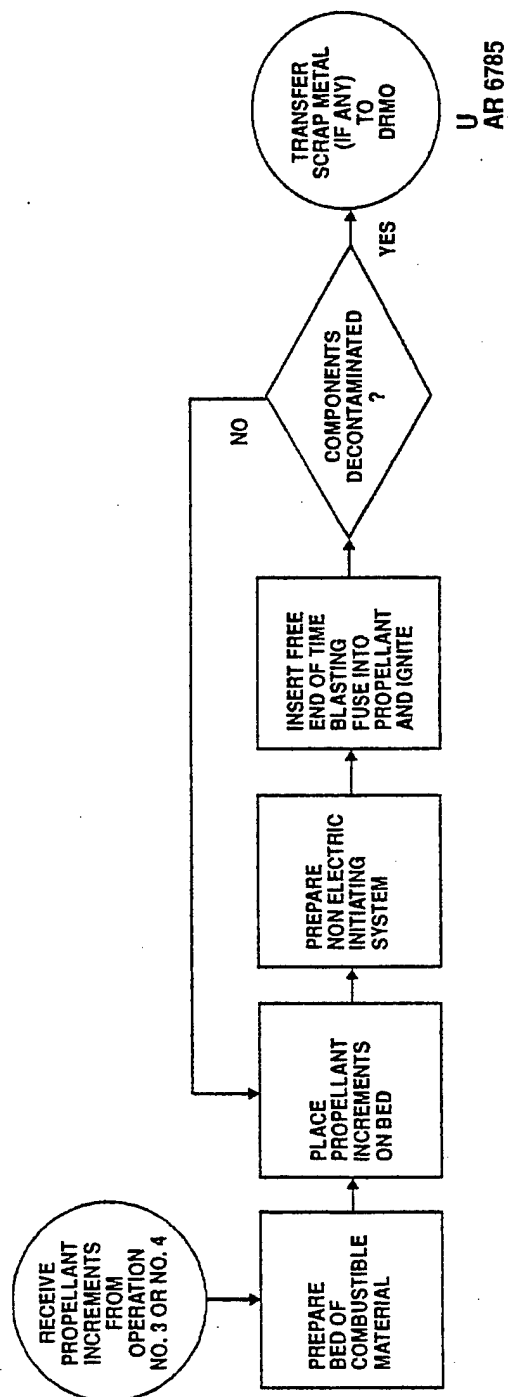 RECEIVE
PROPELLANT
INCREMENTS
FROM
OPERATION
NO. 3 OR NO. 4
PREPARE
BED OF
COMBUSTIBLE
MATERIAL
PLACE
PROPELLANT
INCREMENTS
ON BED
PREPARE
NON ELECTRIC
INITIATING
SYSTEM
INSERT FREE
END OF TIME
BLASTING
FUSE INTO
PROPELLANT
AND IGNITE
COMPONENTS
DECONTAMINATED
?
NO
YES
TRANSFER
SCRAP METAL
(IF ANY)
TO
DRMO
U
AR 6785